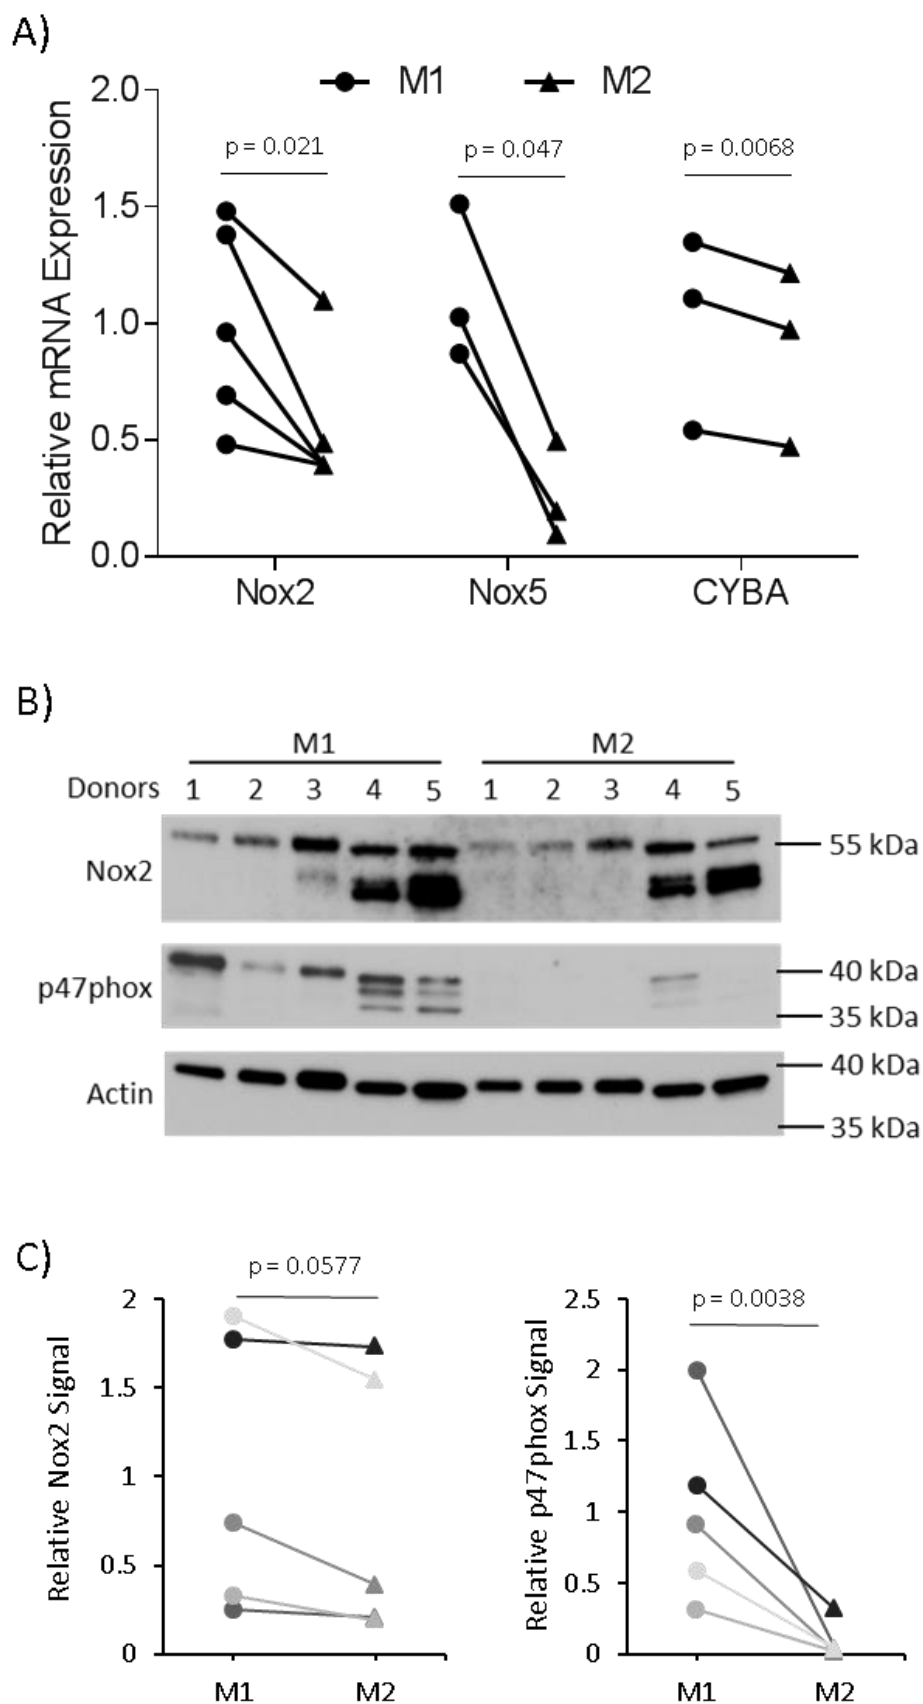 A)
M1 M2
2.0
1.5
1.0
0.5
0.0
Relative mRNA Expression
p = 0.021 p = 0.047 p = 0.0068
Nox2 Nox5 CYBA
B)
M1 M2
Donors 1 2 3 4 5 1 2 3 4 5
Nox2 55 kDa
p47phox 40 kDa
35 kDa
Actin 40 kDa
35 kDa
C)
p = 0.0577
Relative Nox2 Signal
2
1.5
1
0.5
0
M1 M2
p = 0.0038
Relative p47phox Signal
2.5
2
1.5
1
0.5
0
M1 M2